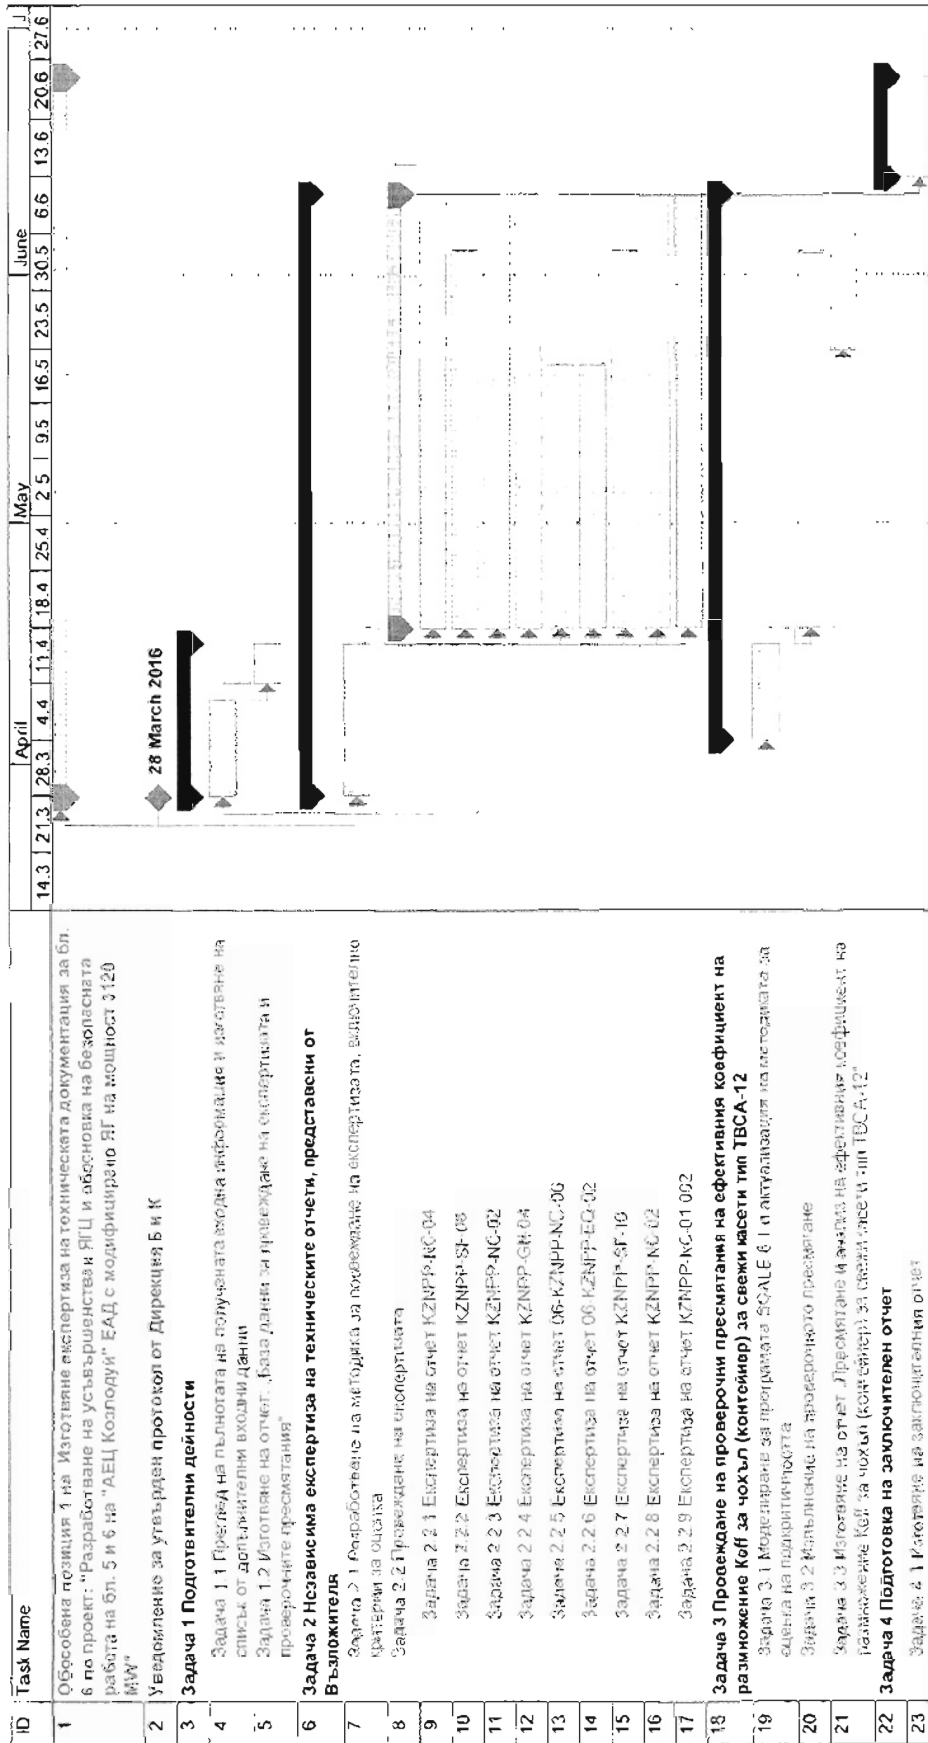 ID Task Name
April May June
14.3 21.3 28.3 4.4 11.4 18.4 25.4 2.5 9.5 16.5 23.5 30.5 6.6 13.6 20.6 27.6
1 Обособена позиция 1 на Изготвяне експертиза на техническата документация за бл.
6 по проект: "Разработване на усъвършенстван ЯГЦ и обосновка на безопасната
работа на бл. 5 и 6 на "АЕЦ Козлодуй" ЕАД с модифицирано ЯГ на мощност 3120
MW"
2 Уведомление за утвърден протокол от Дирекция Б и К
28 March 2016
3 Задача 1 Подготвителни дейности
4 Задача 1.1 Преглед на пълнотата на получената входна информация и изготвяне на
списък от допълнителни входни данни
5 Задача 1.2 Изготвяне на отчет „База данни за провеждане на експертизата и
проверочните пресмятания"
6 Задача 2 Независима експертиза на техническите отчети, представени от
Възложителя
7 Задача 2.1 Разработване на методика за провеждане на експертизата, включително
критерии за оценка
8 Задача 2.2 Провеждане на експертизата
9 Задача 2.2.1 Експертиза на отчет KZNPP-NC-04
10 Задача 2.2.2 Експертиза на отчет KZNPP-SF-08
11 Задача 2.2.3 Експертиза на отчет KZNPP-NC-02
12 Задача 2.2.4 Експертиза на отчет KZNPP-GH-04
13 Задача 2.2.5 Експертиза на отчет 06-KZNPP-NC-06
14 Задача 2.2.6 Експертиза на отчет 06-KZNPP-EQ-02
15 Задача 2.2.7 Експертиза на отчет KZNPP-SF-10
16 Задача 2.2.8 Експертиза на отчет KZNPP-NC-02
17 Задача 2.2.9 Експертиза на отчет KZNPP-NC-01 002
18 Задача 3 Провеждане на проверочни пресмятания на ефективния коефициент на
размножение Keff за чохъл (контейнер) за свежи касети тип ТВСА-12
19 Задача 3.1 Моделиране за програмата SCALE 6.1 и актуализация на методиката за
оценка на подкритичността
20 Задача 3.2 Изпълнение на проверочното пресмятане
21 Задача 3.3 Изготвяне на отчет „Пресмятане и анализ на ефективния коефициент на
размножение Keff за чохъл (контейнер) за свежи касети тип ТВСА-12"
22 Задача 4 Подготовка на заключителен отчет
23 Задача 4.1 Изготвяне на заключителния отчет